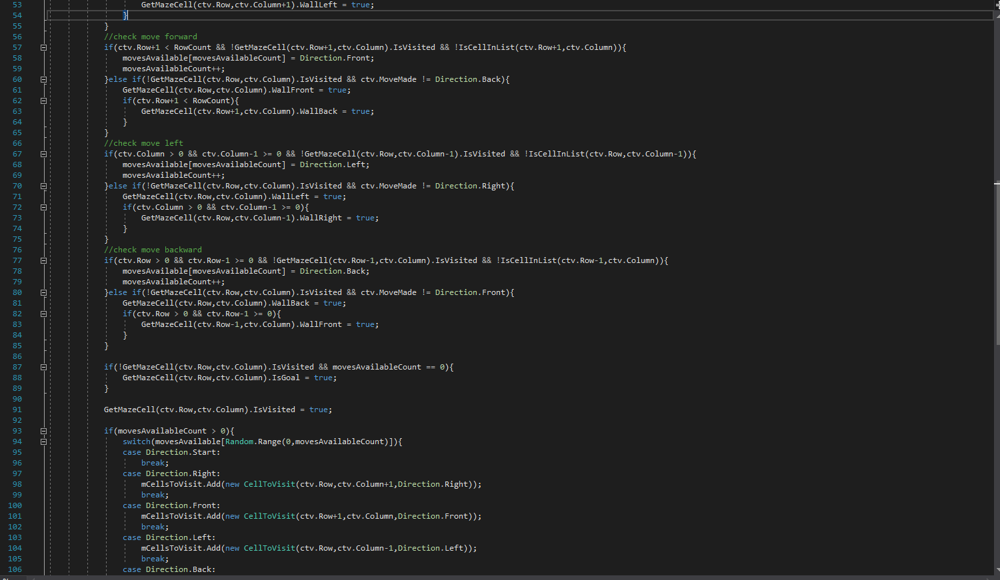 53 GetMazeCell(ctv.Row,ctv.Column+1).WallLeft = true;
54 }
55 }
56 //check move forward
57 if(ctv.Row+1 < RowCount && !GetMazeCell(ctv.Row+1,ctv.Column).IsVisited && !IsCellInList(ctv.Row+1,ctv.Column)){
58 movesAvailable[movesAvailableCount] = Direction.Front;
59 movesAvailableCount++;
60 }else if(!GetMazeCell(ctv.Row,ctv.Column).IsVisited && ctv.MoveMade != Direction.Back){
61 GetMazeCell(ctv.Row,ctv.Column).WallFront = true;
62 if(ctv.Row+1 < RowCount){
63 GetMazeCell(ctv.Row+1,ctv.Column).WallBack = true;
64 }
65 }
66 //check move left
67 if(ctv.Column > 0 && ctv.Column-1 >= 0 && !GetMazeCell(ctv.Row,ctv.Column-1).IsVisited && !IsCellInList(ctv.Row,ctv.Column-1)){
68 movesAvailable[movesAvailableCount] = Direction.Left;
69 movesAvailableCount++;
70 }else if(!GetMazeCell(ctv.Row,ctv.Column).IsVisited && ctv.MoveMade != Direction.Right){
71 GetMazeCell(ctv.Row,ctv.Column).WallLeft = true;
72 if(ctv.Column > 0 && ctv.Column-1 >= 0){
73 GetMazeCell(ctv.Row,ctv.Column-1).WallRight = true;
74 }
75 }
76 //check move backward
77 if(ctv.Row > 0 && ctv.Row-1 >= 0 && !GetMazeCell(ctv.Row-1,ctv.Column).IsVisited && !IsCellInList(ctv.Row-1,ctv.Column)){
78 movesAvailable[movesAvailableCount] = Direction.Back;
79 movesAvailableCount++;
80 }else if(!GetMazeCell(ctv.Row,ctv.Column).IsVisited && ctv.MoveMade != Direction.Front){
81 GetMazeCell(ctv.Row,ctv.Column).WallBack = true;
82 if(ctv.Row > 0 && ctv.Row-1 >= 0){
83 GetMazeCell(ctv.Row-1,ctv.Column).WallFront = true;
84 }
85 }
86
87 if(!GetMazeCell(ctv.Row,ctv.Column).IsVisited && movesAvailableCount == 0){
88 GetMazeCell(ctv.Row,ctv.Column).IsGoal = true;
89 }
90
91 GetMazeCell(ctv.Row,ctv.Column).IsVisited = true;
92
93 if(movesAvailableCount > 0){
94 switch(movesAvailable[Random.Range(0,movesAvailableCount)]){
95 case Direction.Start:
96 break;
97 case Direction.Right:
98 mCellsToVisit.Add(new CellToVisit(ctv.Row,ctv.Column+1,Direction.Right));
99 break;
100 case Direction.Front:
101 mCellsToVisit.Add(new CellToVisit(ctv.Row+1,ctv.Column,Direction.Front));
102 break;
103 case Direction.Left:
104 mCellsToVisit.Add(new CellToVisit(ctv.Row,ctv.Column-1,Direction.Left));
105 break;
106 case Direction.Back: